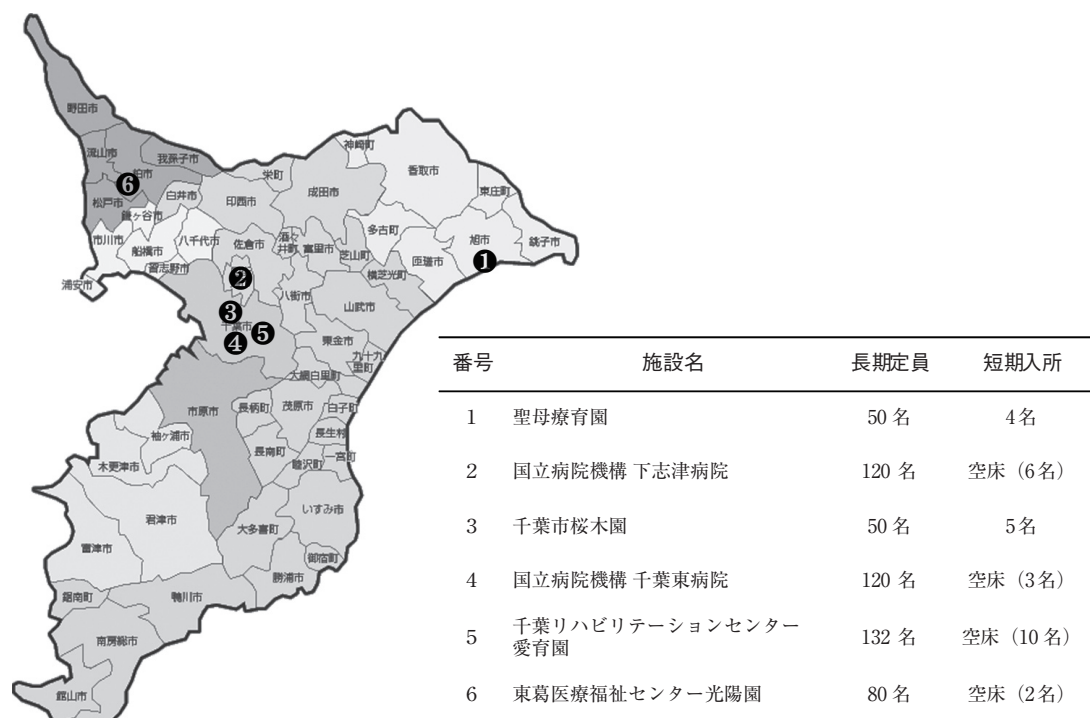 野田市
流山市
我孫子市
柏市
❻
松戸市
鎌ヶ谷市
白井市
印西市
栄町
成田市
神崎町
香取市
東庄町
市川市
船橋市
八千代市
佐倉市
酒々井町
富里市
芝山町
多古町
旭市
銚子市
匝瑳市
❶
浦安市
習志野市
❷
横芝光町
八街市
山武市
❸
千葉市
❺
❹
東金市
九十九里町
大網白里町
市原市
長柄町
茂原市
白子町
長生村
袖ヶ浦市
長南町
睦沢町
一宮町
木更津市
君津市
いすみ市
大多喜町
富津市
御宿町
勝浦市
鋸南町
鴨川市
南房総市
館山市
番号 施設名 長期定員 短期入所
1 聖母療育園 50名 4名
2 国立病院機構 下志津病院 120名 空床（6名）
3 千葉市桜木園 50名 5名
4 国立病院機構 千葉東病院 120名 空床（3名）
5 千葉リハビリテーションセンター
愛育園 132名 空床（10名）
6 東葛医療福祉センター光陽園 80名 空床（2名）